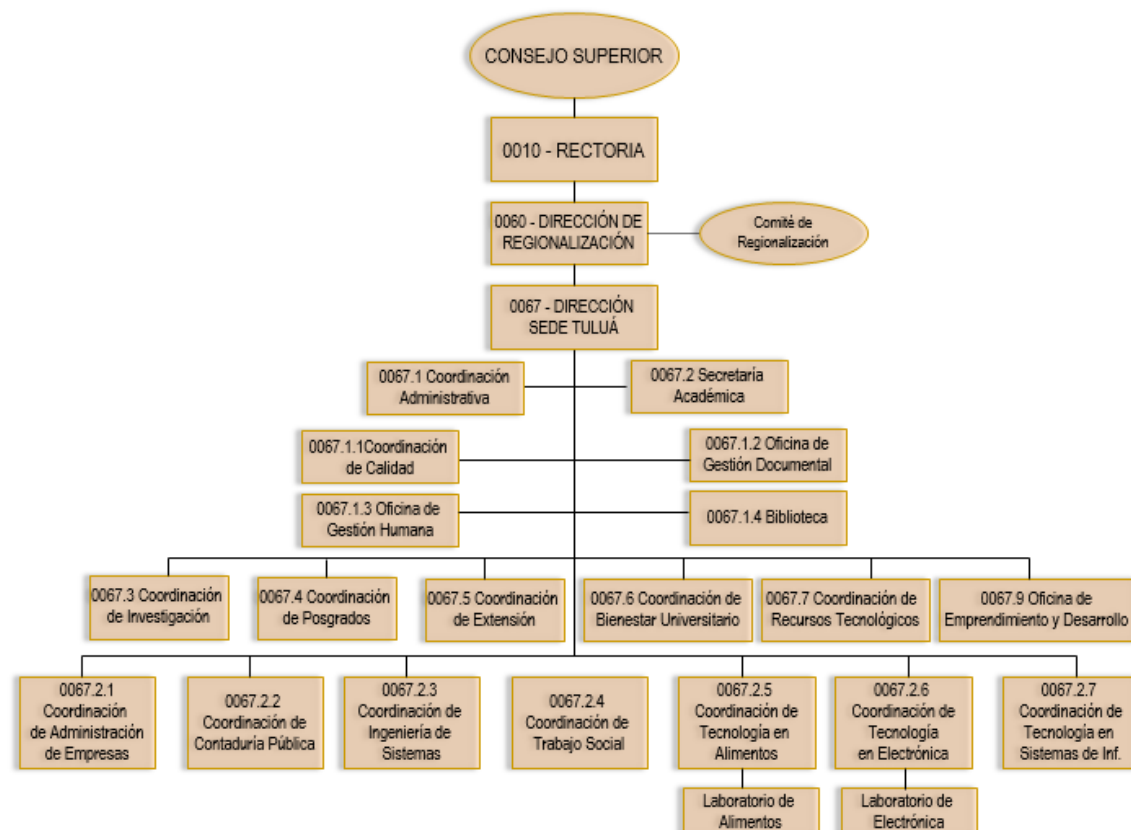 CONSEJO SUPERIOR
0010 - RECTORIA
0060 - DIRECCIÓN DE
REGIONALIZACIÓN
Comité de
Regionalización
0067 - DIRECCIÓN
SEDE TULUÁ
0067.1 Coordinación
Administrativa
0067.2 Secretaría
Académica
0067.1.1Coordinación
de Calidad
0067.1.2 Oficina de
Gestión Documental
0067.1.3 Oficina de
Gestión Humana
0067.1.4 Biblioteca
0067.3 Coordinación
de Investigación
0067.4 Coordinación
de Posgrados
0067.5 Coordinación
de Extensión
0067.6 Coordinación de
Bienestar Universitario
0067.7 Coordinación de
Recursos Tecnológicos
0067.9 Oficina de
Emprendimiento y Desarrollo
0067.2.1
Coordinación
de Administración
de Empresas
0067.2.2
Coordinación de
Contaduría Pública
0067.2.3
Coordinación de
Ingeniería de
Sistemas
0067.2.4
Coordinación de
Trabajo Social
0067.2.5
Coordinación de
Tecnología en
Alimentos
0067.2.6
Coordinación de
Tecnología
en Electrónica
0067.2.7
Coordinación de
Tecnología en
Sistemas de Inf.
Laboratorio de
Alimentos
Laboratorio de
Electrónica